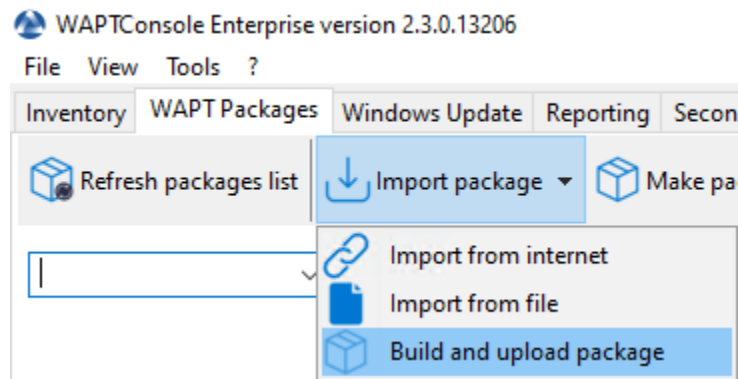 WAPTConsole Enterprise version 2.3.0.13206
File View Tools ?
Inventory WAPT Packages Windows Update Reporting Secon
Refresh packages list Import package Make pa
Import from internet
Import from file
Build and upload package